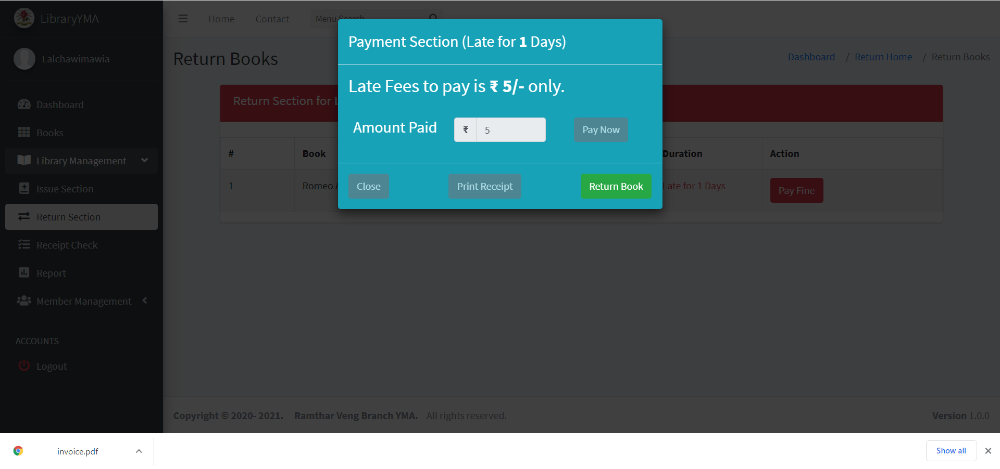 LibraryYMA
Home
Contact
Menu Search
Lalchawimawia
Return Books
Dashboard / Return Home / Return Books
Dashboard
Books
Library Management
Issue Section
Return Section
Receipt Check
Report
Member Management
ACCOUNTS
Logout
Payment Section (Late for 1 Days)
Late Fees to pay is ₹ 5/- only.
Amount Paid ₹ 5 Pay Now
Close Print Receipt Return Book
Return Section for
# Book Duration Action
1 Romeo Late for 1 Days Pay Fine
Copyright © 2020- 2021. Ramthar Veng Branch YMA. All rights reserved.
Version 1.0.0
invoice.pdf
Show all